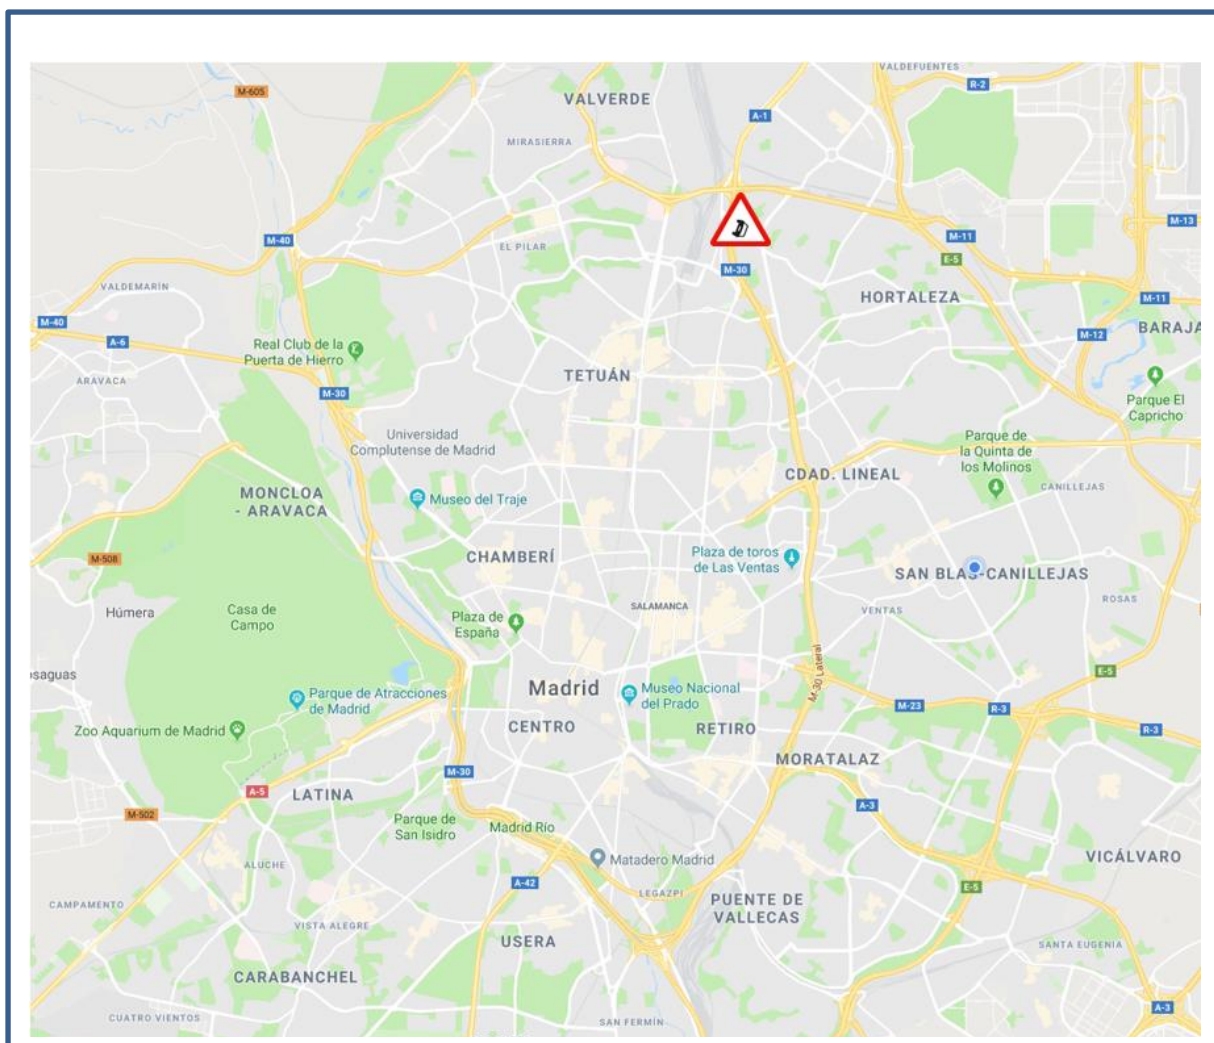 VALDEFUENTES
M-605
R-2
VALVERDE
A-1
MIRASIERRA
M-13
M-40
EL PILAR
M-11
E-5
M-30
VALDEMARÍN
HORTALEZA
M-11
M-40
M-12
BARAJA
A-6
Real Club de la
Puerta de Hierro
TETUÁN
ARAVACA
M-30
Parque El
Capricho
Universidad
Complutense de Madrid
Parque de
la Quinta de
los Molinos
CDAD. LINEAL
CANILLEJAS
MONCLOA
- ARAVACA
Museo del Traje
CHAMBERÍ
Plaza de toros
de Las Ventas
M-508
SAN BLAS-CANILLEJAS
ROSAS
Húmera
Casa de
Campo
SALAMANCA
VENTAS
Plaza de
España
osaguas
M-30 Lateral
E-5
Parque de Atracciones
de Madrid
Madrid
Museo Nacional
del Prado
M-23
R-3
Zoo Aquarium de Madrid
CENTRO
RETIRO
R-3
MORATALAZ
M-30
A-5
LATINA
A-3
M-502
Parque de
San Isidro
Madrid Río
ALUCHE
Matadero Madrid
VICÁLVARO
A-42
LEGAZPI
E-5
CAMPAMENTO
PUENTE DE
VALLECAS
VISTA ALEGRE
USERA
SANTA EUGENIA
CARABANCHEL
A-3
CUATRO VIENTOS
SAN FERMÍN